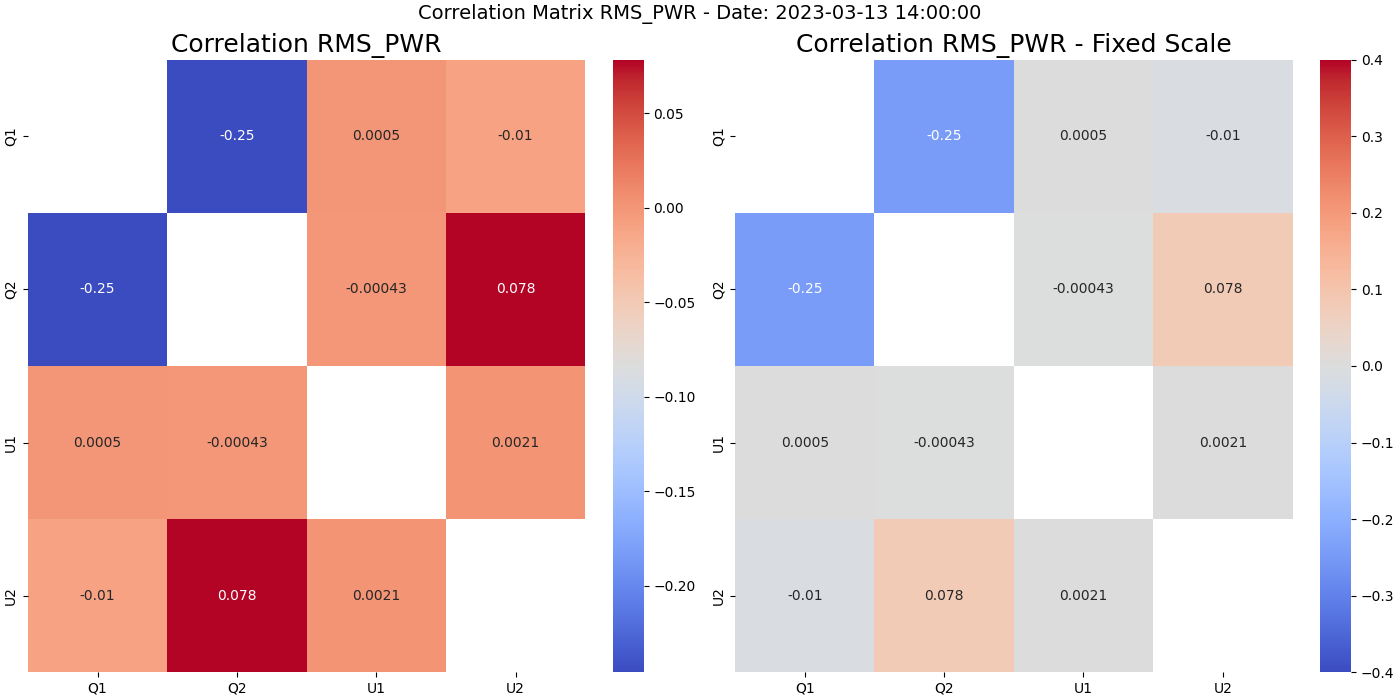 Correlation Matrix RMS_PWR - Date: 2023-03-13 14:00:00
Correlation RMS_PWR
Q1
-0.25
0.0005
-0.01
Q2
-0.25
-0.00043
0.078
U1
0.0005
-0.00043
0.0021
U2
-0.01
0.078
0.0021
Q1
Q2
U1
U2
0.05
0.00
−0.05
−0.10
−0.15
−0.20
Correlation RMS_PWR - Fixed Scale
Q1
-0.25
0.0005
-0.01
Q2
-0.25
-0.00043
0.078
U1
0.0005
-0.00043
0.0021
U2
-0.01
0.078
0.0021
Q1
Q2
U1
U2
0.4
0.3
0.2
0.1
0.0
−0.1
−0.2
−0.3
−0.4